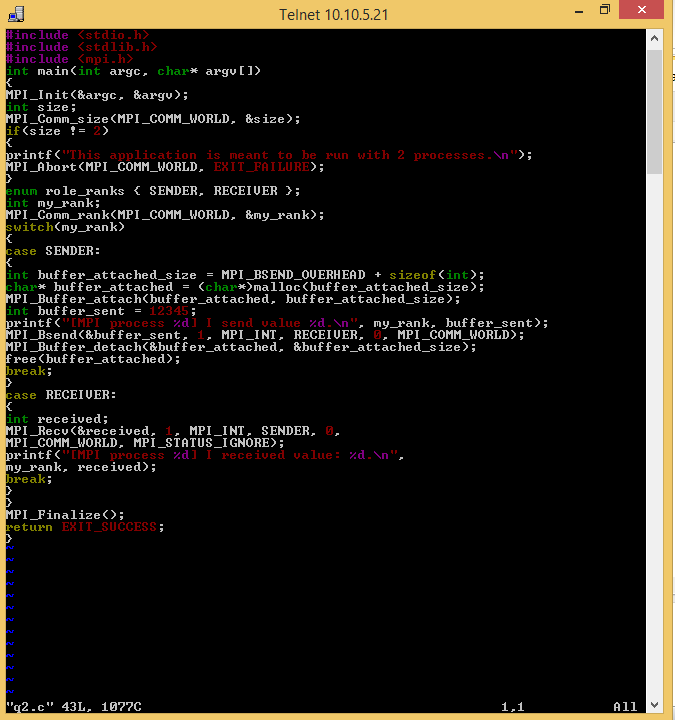 Telnet 10.10.5.21
#include <stdio.h>
#include <stdlib.h>
#include <mpi.h>
int main(int argc, char* argv[])
{
MPI_Init(&argc, &argv);
int size;
MPI_Comm_size(MPI_COMM_WORLD, &size);
if(size != 2)
{
printf("This application is meant to be run with 2 processes.\n");
MPI_Abort(MPI_COMM_WORLD, EXIT_FAILURE);
}
enum role_ranks { SENDER, RECEIVER };
int my_rank;
MPI_Comm_rank(MPI_COMM_WORLD, &my_rank);
switch(my_rank)
{
case SENDER:
{
int buffer_attached_size = MPI_BSEND_OVERHEAD + sizeof(int);
char* buffer_attached = (char*)malloc(buffer_attached_size);
MPI_Buffer_attach(buffer_attached, buffer_attached_size);
int buffer_sent = 12345;
printf("[MPI process %d] I send value %d.\n", my_rank, buffer_sent);
MPI_Bsend(&buffer_sent, 1, MPI_INT, RECEIVER, 0, MPI_COMM_WORLD);
MPI_Buffer_detach(&buffer_attached, &buffer_attached_size);
free(buffer_attached);
break;
}
case RECEIVER:
{
int received;
MPI_Recv(&received, 1, MPI_INT, SENDER, 0,
MPI_COMM_WORLD, MPI_STATUS_IGNORE);
printf("[MPI process %d] I received value: %d.\n",
my_rank, received);
break;
}
}
MPI_Finalize();
return EXIT_SUCCESS;
}
~
~
~
~
~
~
~
~
~
~
~
~
~
"q2.c" 43L, 1077C 1,1 All